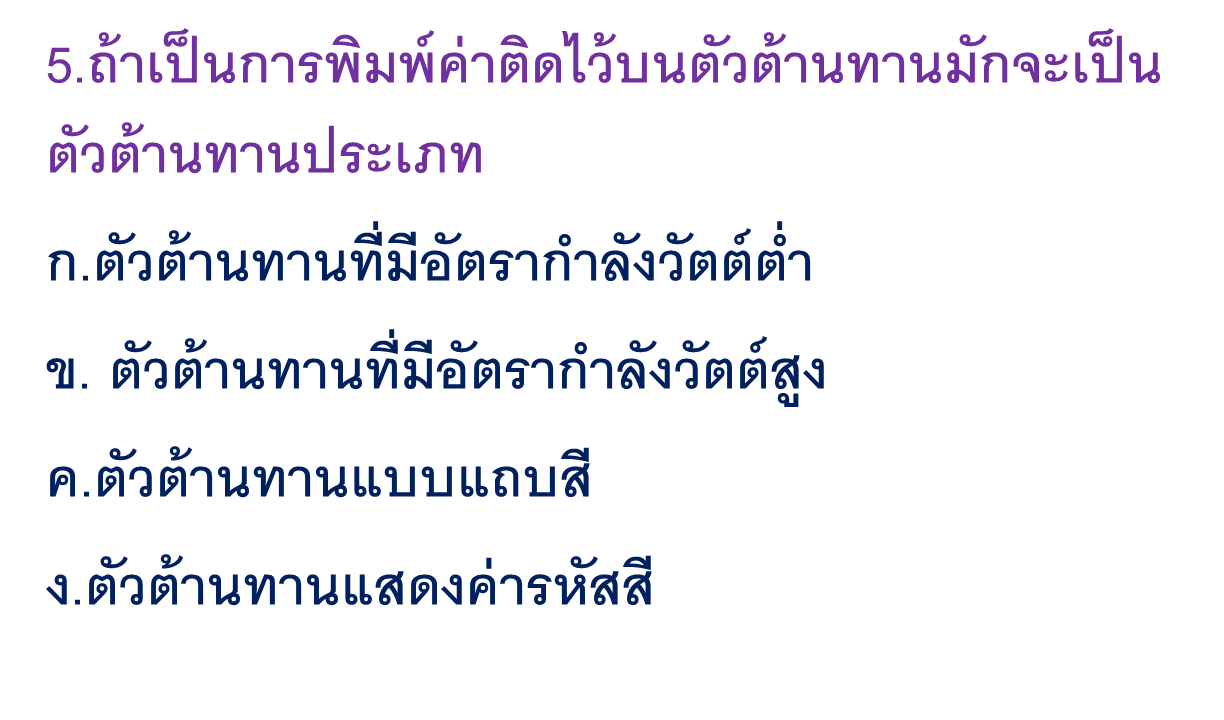 5.ถ้าเป็นการพิมพ์ค่าติดไว้บนตัวต้านทานมักจะเป็น
ตัวต้านทานประเภท
ก.ตัวต้านทานที่มีอัตรากำลังวัตต์ต่ำ
ข. ตัวต้านทานที่มีอัตรากำลังวัตต์สูง
ค.ตัวต้านทานแบบแถบสี
ง.ตัวต้านทานแสดงค่ารหัสสี